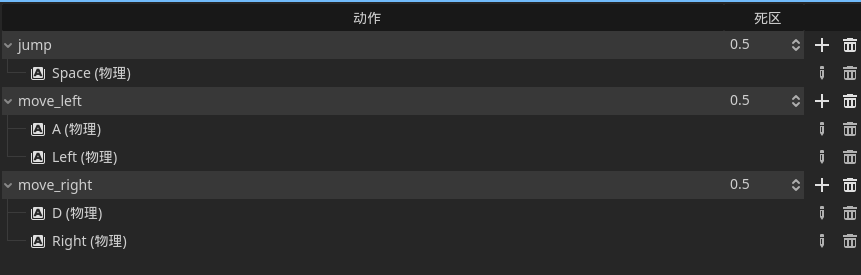 动作 死区
jump 0.5
Space (物理)
move_left 0.5
A (物理)
Left (物理)
move_right 0.5
D (物理)
Right (物理)